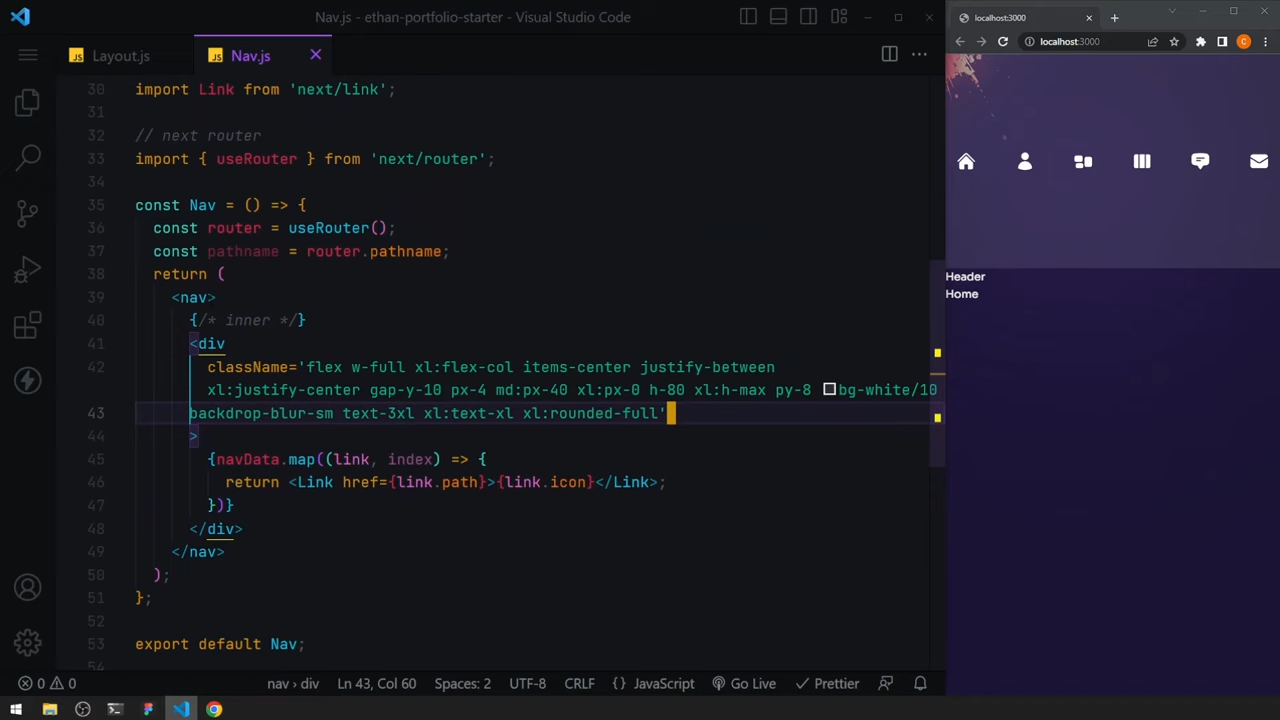 Nav.js - ethan-portfolio-starter - Visual Studio Code
JS Layout.js
JS Nav.js
30 import Link from 'next/link';
31
32 // next router
33 import { useRouter } from 'next/router';
34
35 const Nav = () => {
36 const router = useRouter();
37 const pathname = router.pathname;
38 return (
39 <nav>
40 {/* inner */}
41 <div
42 className='flex w-full xl:flex-col items-center justify-between
xl:justify-center gap-y-10 px-4 md:px-40 xl:px-0 h-80 xl:h-max py-8 bg-white/10
43 backdrop-blur-sm text-3xl xl:text-xl xl:rounded-full'
44 >
45 {navData.map((link, index) => {
46 return <Link href={link.path}>{link.icon}</Link>;
47 })}
48 </div>
49 </nav>
50 );
51 };
52
53 export default Nav;
54
0 0
nav > div
Ln 43, Col 60
Spaces: 2
UTF-8
CRLF
{} JavaScript
Go Live
Prettier
localhost:3000
localhost:3000
C
Header
Home